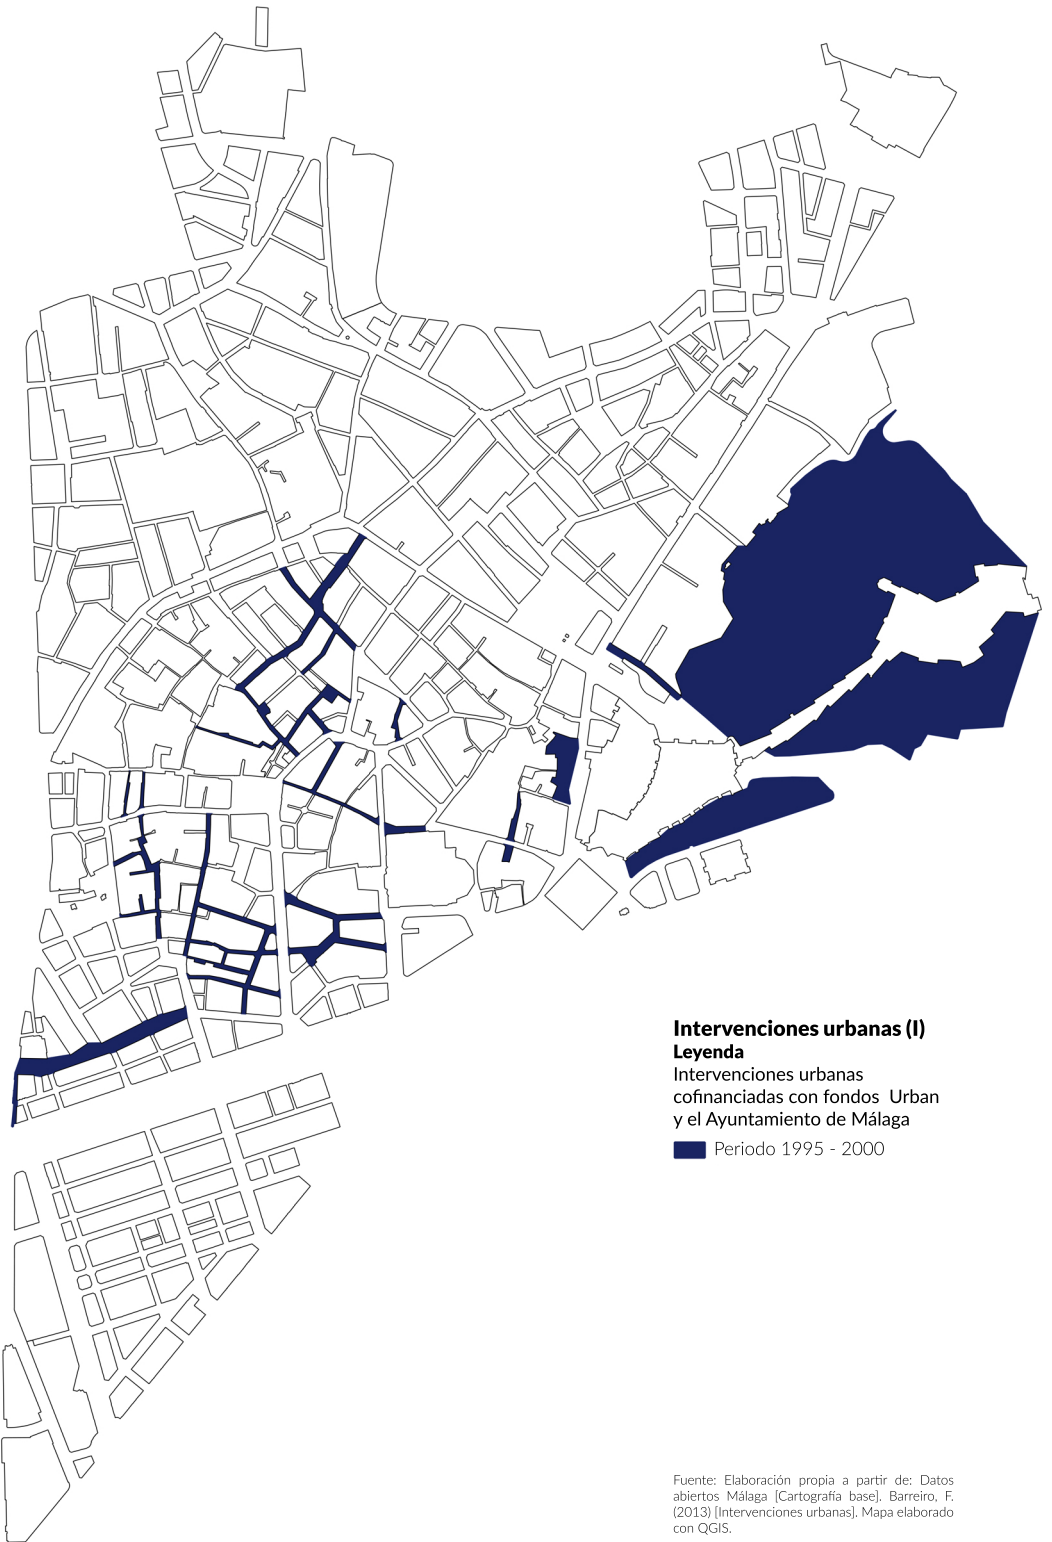 Intervenciones urbanas (I)
Leyenda
Intervenciones urbanas
cofinanciadas con fondos Urban
y el Ayuntamiento de Málaga
Periodo 1995 - 2000
Fuente: Elaboración propia a partir de: Datos
abiertos Málaga [Cartografía base]. Barreiro, F.
(2013) [Intervenciones urbanas]. Mapa elaborado
con QGIS.